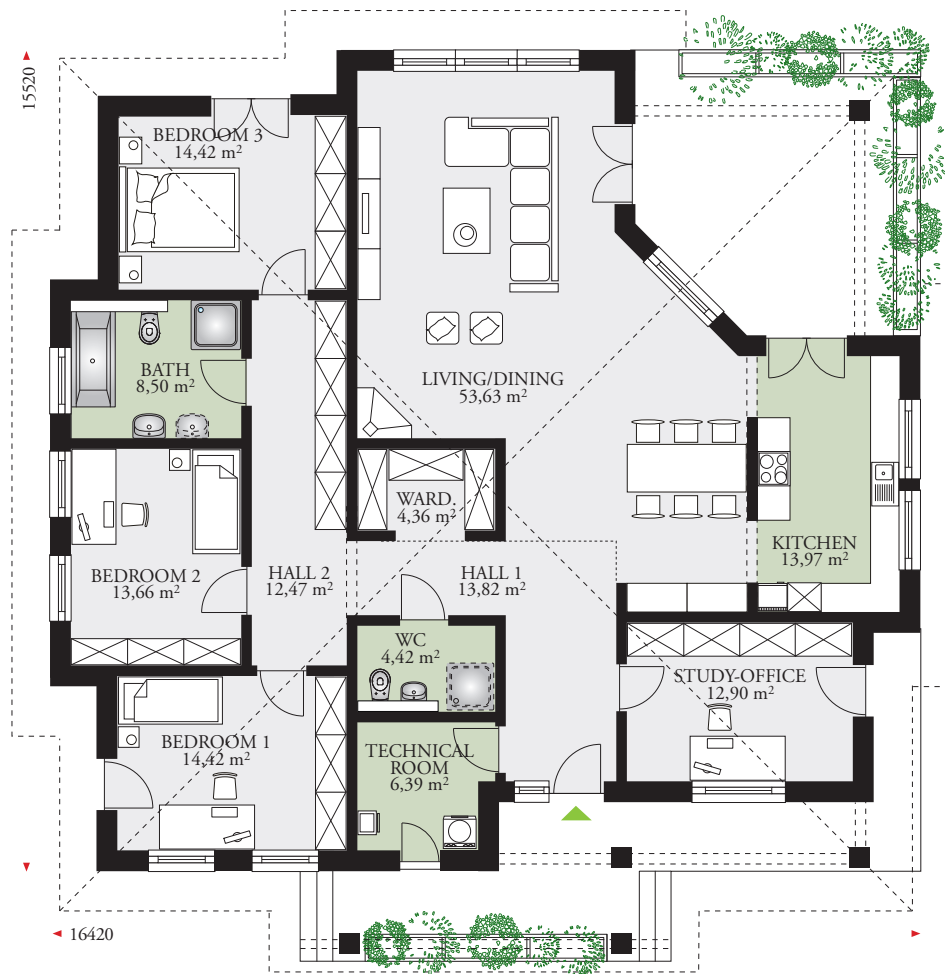 15520
BEDROOM 3
14,42 m²
BATH
8,50 m²
LIVING/DINING
53,63 m²
WARD.
4,36 m²
KITCHEN
13,97 m²
BEDROOM 2
13,66 m²
HALL 2
12,47 m²
HALL 1
13,82 m²
WC
4,42 m²
STUDY-OFFICE
12,90 m²
BEDROOM 1
14,42 m²
TECHNICAL
ROOM
6,39 m²
16420